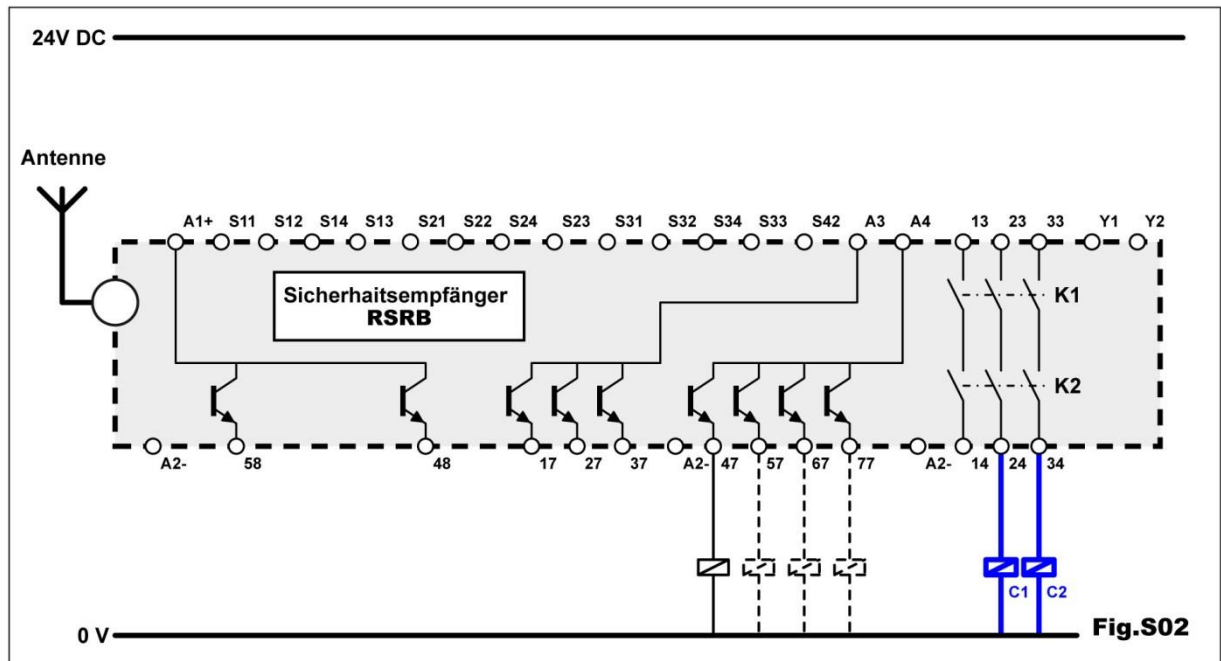 24V DC
Antenne
A1+ S11 S12 S14 S13 S21 S22 S24 S23 S31 S32 S34 S33 S42 A3 A4 13 23 33 Y1 Y2
Sicherhaitsempfänger
RSRB
K1
K2
A2- 58 48 17 27 37 A2- 47 57 67 77 A2- 14 24 34
C1 C2
0 V
Fig.S02